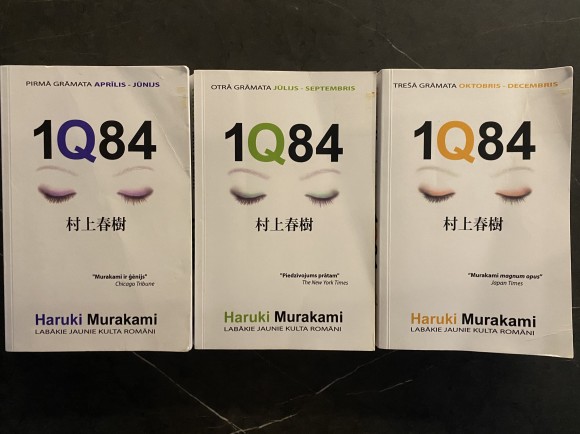 PIRMĀ GRĀMATA APRĪLIS - JŪNIJS
1Q84
村上春樹
"Murakami ir ģēnijs"
Chicago Tribune
Haruki Murakami
LABĀKIE JAUNIE KULTA ROMĀNI
OTRĀ GRĀMATA JŪLIJS - SEPTEMBRIS
1Q84
村上春樹
"Piedzīvojums prātam"
The New York Times
Haruki Murakami
LABĀKIE JAUNIE KULTA ROMĀNI
TREŠĀ GRĀMATA OKTOBRIS - DECEMBRIS
1Q84
村上春樹
"Murakami magnum opus"
Japan Times
Haruki Murakami
LABĀKIE JAUNIE KULTA ROMĀNI